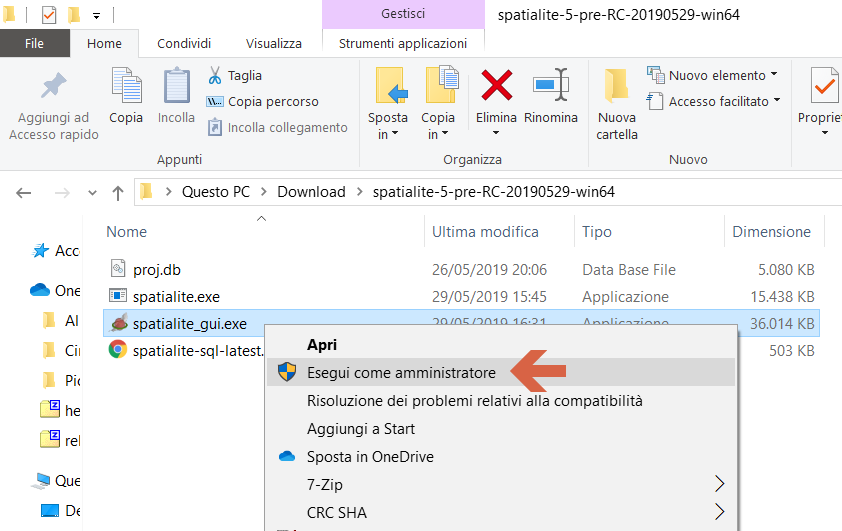 Gestisci
spatialite-5-pre-RC-20190529-win64
File
Home
Condividi
Visualizza
Strumenti applicazioni
Aggiungi ad
Accesso rapido
Copia
Incolla
Taglia
Copia percorso
Incolla collegamento
Appunti
Sposta
in
Copia
in
Elimina
Rinomina
Organizza
Nuova
cartella
Nuovo elemento
Accesso facilitato
Nuovo
Propriet
Questo PC > Download > spatialite-5-pre-RC-20190529-win64
Nome Ultima modifica Tipo Dimensione
proj.db 26/05/2019 20:06 Data Base File 5.080 KB
spatialite.exe 29/05/2019 15:45 Applicazione 15.438 KB
spatialite_gui.exe 29/05/2019 16:31 Applicazione 36.014 KB
spatialite-sql-latest. 503 KB
Acc
One
Al
Cir
Pic
he
rel
Que
De
Apri
Esegui come amministratore
Risoluzione dei problemi relativi alla compatibilità
Aggiungi a Start
Sposta in OneDrive
7-Zip
CRC SHA